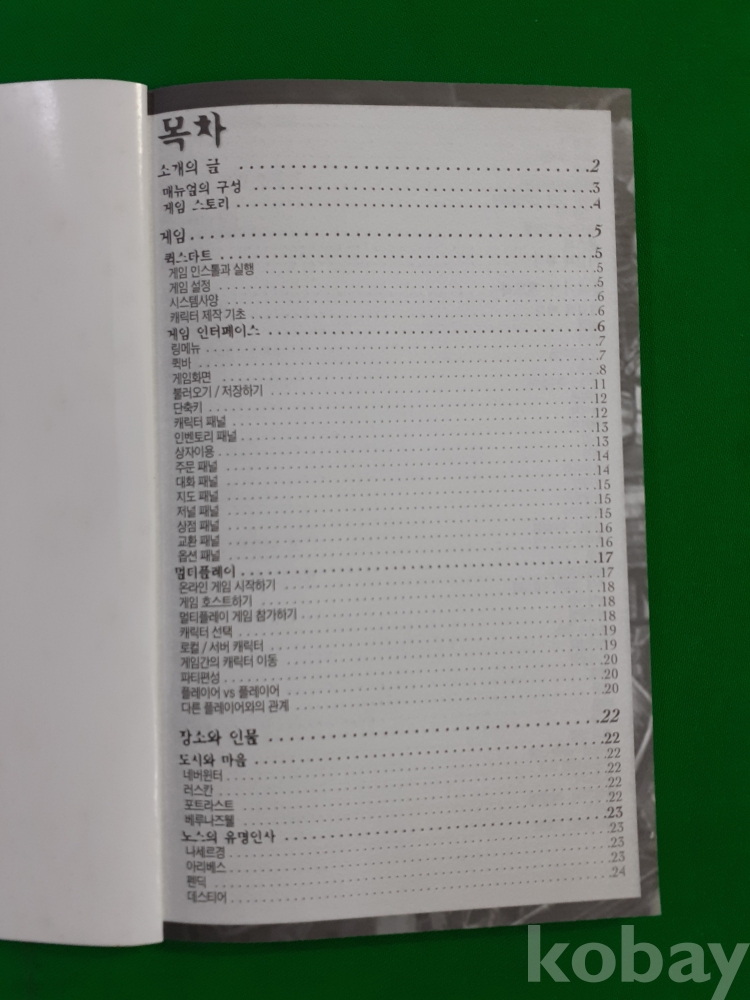 목차
소개의 글 2
매뉴얼의 구성 3
게임 스토리 4
게임 5
퀵스타트 5
게임 인스톨과 실행 5
게임 설정 5
시스템사양 6
캐릭터 제작 기초 6
게임 인터페이스 6
링메뉴 7
퀵바 7
게임화면 8
불러오기 / 저장하기 11
단축키 12
캐릭터 패널 12
인벤토리 패널 13
상자이용 13
주문 패널 14
대화 패널 14
지도 패널 15
저널 패널 15
상점 패널 15
교환 패널 16
옵션 패널 16
멀티플레이 17
온라인 게임 시작하기 17
게임 호스트하기 18
멀티플레이 게임 참가하기 18
캐릭터 선택 18
로컬 / 서버 캐릭터 19
게임간의 캐릭터 이동 19
파티편성 20
플레이어 vs 플레이어 20
다른 플레이어와의 관계 20
장소와 인물 22
도시와 마을 22
네버윈터 22
러스칸 22
포트라스트 22
베루나즈웰 23
노스의 유명인사 23
나세르경 23
아리베스 23
펜딕 24
데스티어
kobay